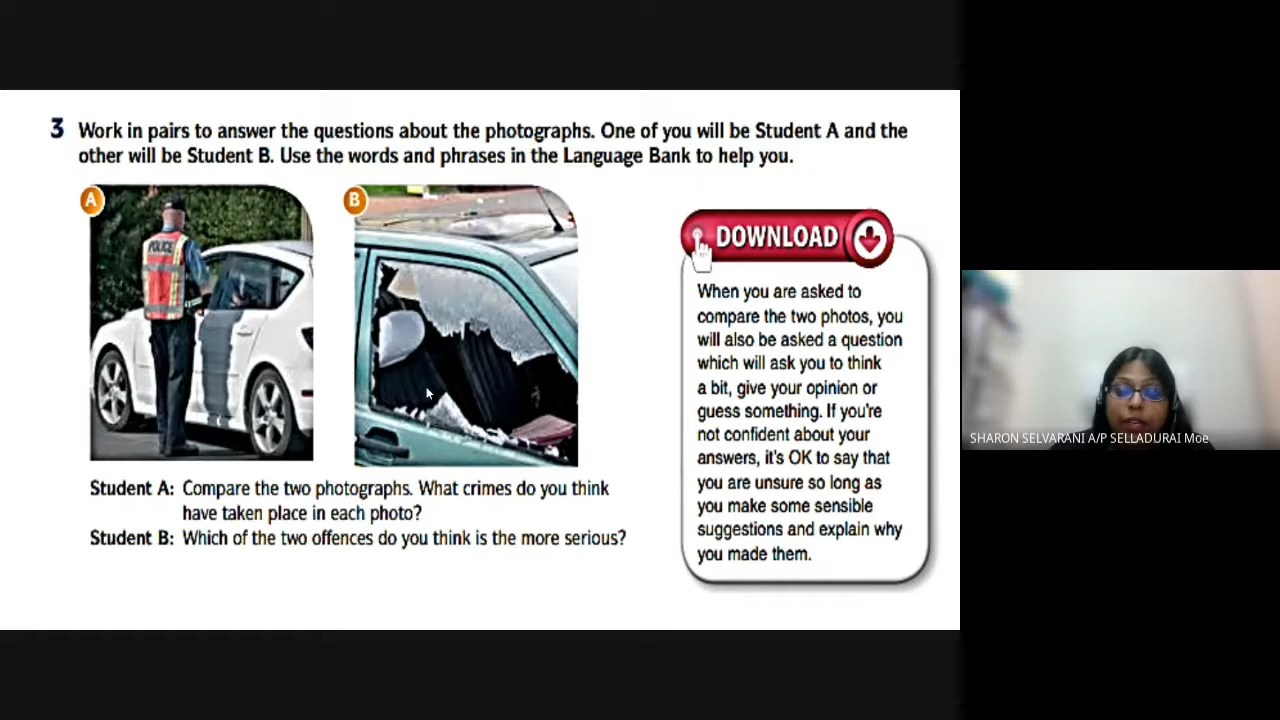 3 Work in pairs to answer the questions about the photographs. One of you will be Student A and the
other will be Student B. Use the words and phrases in the Language Bank to help you.
A
B
POLICE
DOWNLOAD
When you are asked to
compare the two photos, you
will also be asked a question
which will ask you to think
a bit, give your opinion or
guess something. If you're
not confident about your
answers, it's OK to say that
you are unsure so long as
you make some sensible
suggestions and explain why
you made them.
Student A: Compare the two photographs. What crimes do you think
have taken place in each photo?
Student B: Which of the two offences do you think is the more serious?
SHARON SELVARANI A/P SELLADURAI Moe